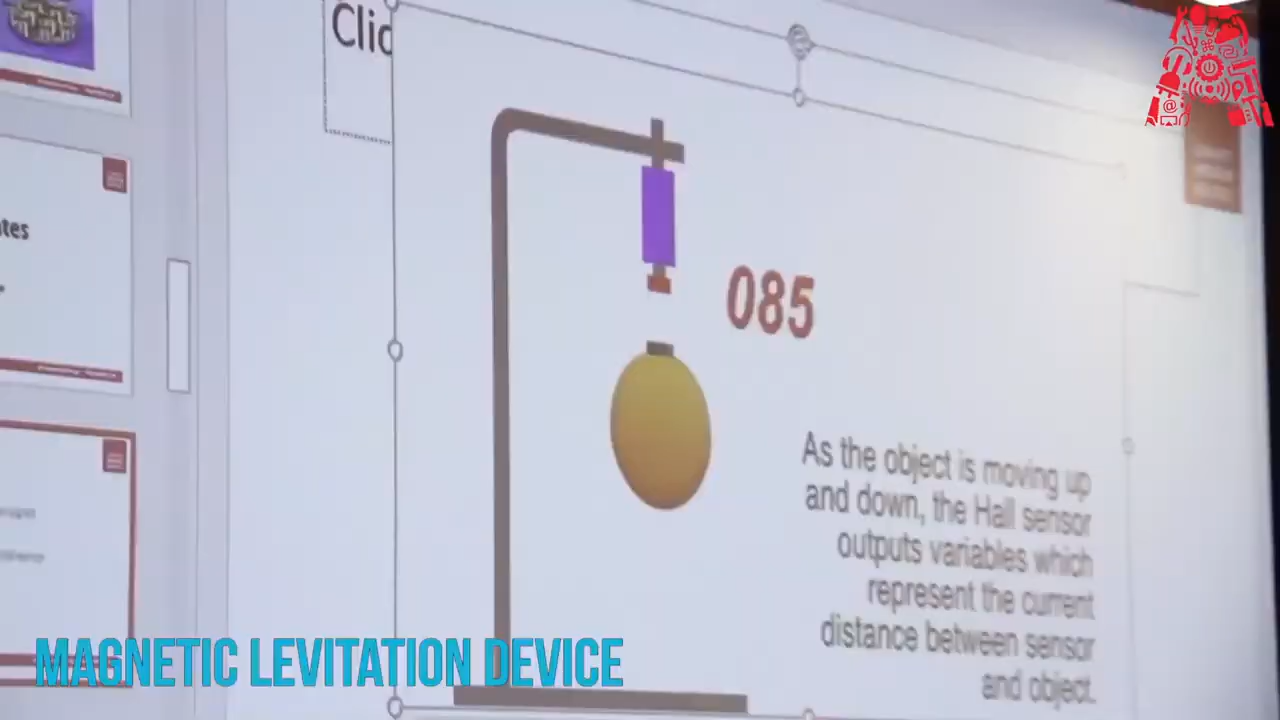 Clic
085
As the object is moving up
and down, the Hall sensor
outputs variables which
represent the current
distance between sensor
and object.
MAGNETIC LEVITATION DEVICE